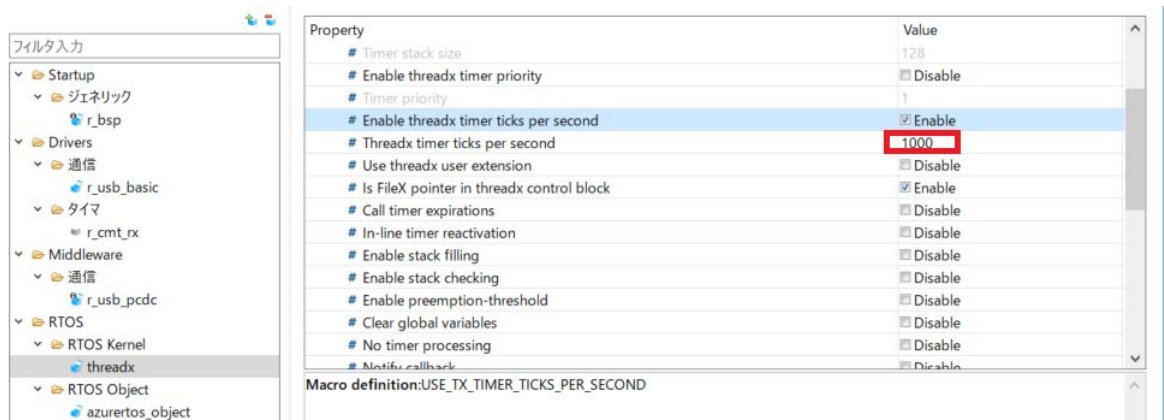 フィルタ入力
Startup
ジェネリック
r_bsp
Drivers
通信
r_usb_basic
タイマ
r_cmt_rx
Middleware
通信
r_usb_pcdc
RTOS
RTOS Kernel
threadx
RTOS Object
azurertos_object
Property Value
# Timer stack size 128
# Enable threadx timer priority Disable
# Timer priority 1
# Enable threadx timer ticks per second Enable
# Threadx timer ticks per second 1000
# Use threadx user extension Disable
# Is FileX pointer in threadx control block Enable
# Call timer expirations Disable
# In-line timer reactivation Disable
# Enable stack filling Disable
# Enable stack checking Disable
# Enable preemption-threshold Disable
# Clear global variables Disable
# No timer processing Disable
# Notify callback Disable
Macro definition:USE_TX_TIMER_TICKS_PER_SECOND